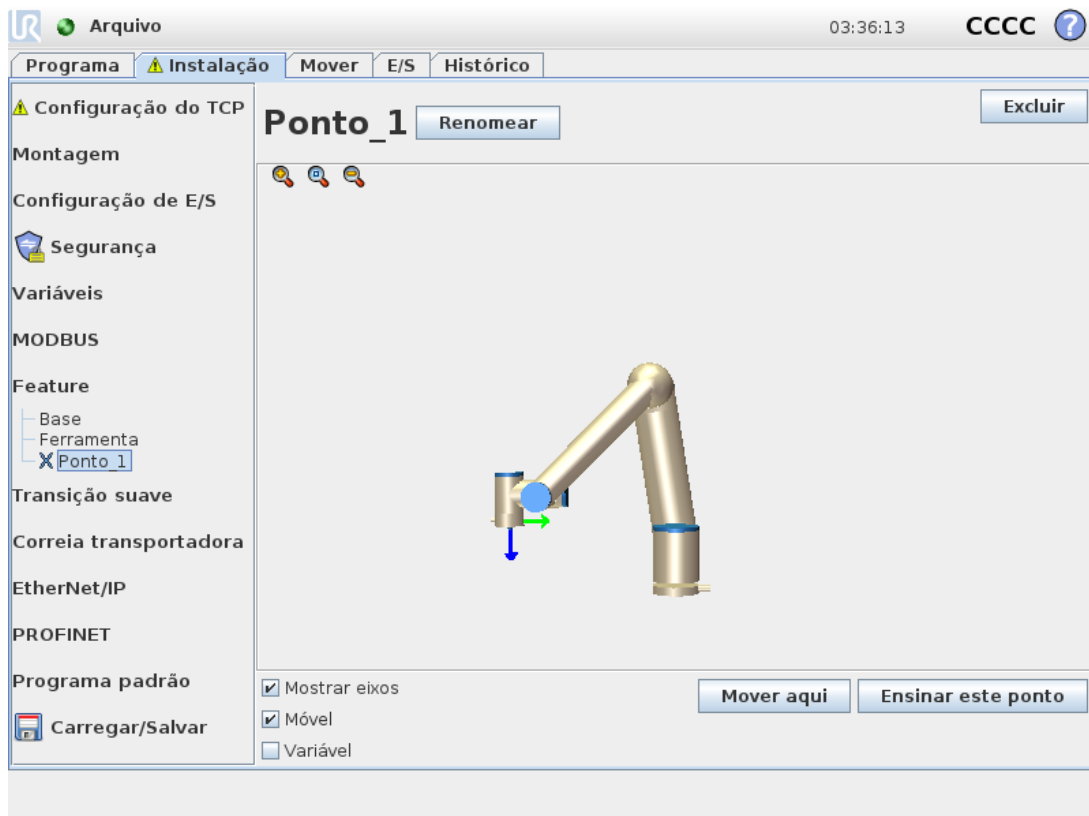 UR Arquivo 03:36:13 CCCC ?
Programa Instalação Mover E/S Histórico
Configuração do TCP
Montagem
Configuração de E/S
Segurança
Variáveis
MODBUS
Feature
Base
Ferramenta
Ponto_1
Transição suave
Correia transportadora
EtherNet/IP
PROFINET
Programa padrão
Carregar/Salvar
Ponto_1 Renomear Excluir
Mostrar eixos
Móvel
Variável
Mover aqui Ensinar este ponto